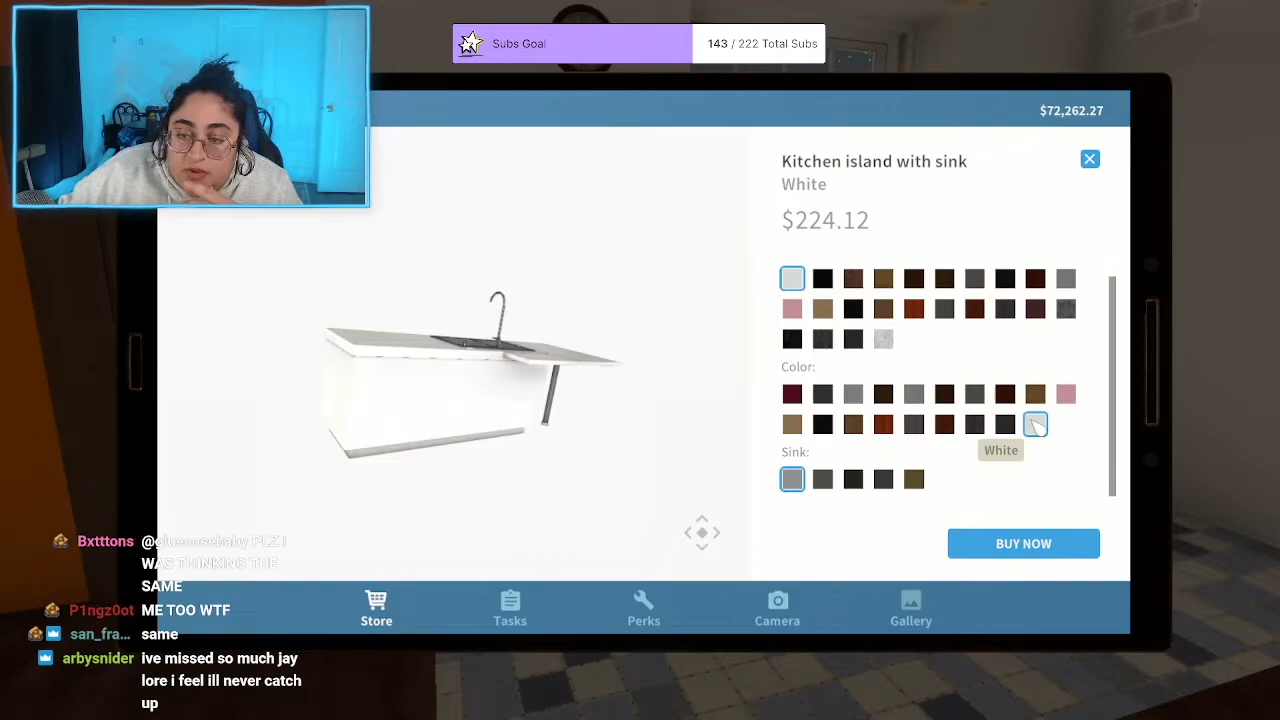 Subs Goal
143 / 222 Total Subs
$72,262.27
Kitchen island with sink
White
$224.12
Color:
White
Sink:
BUY NOW
Store
Tasks
Perks
Camera
Gallery
Bxtttons @gluecosebaby PLZ I
WAS THINKING THE
SAME
P1ngz0ot ME TOO WTF
san_fra... same
arbysnider ive missed so much jay
lore i feel ill never catch
up